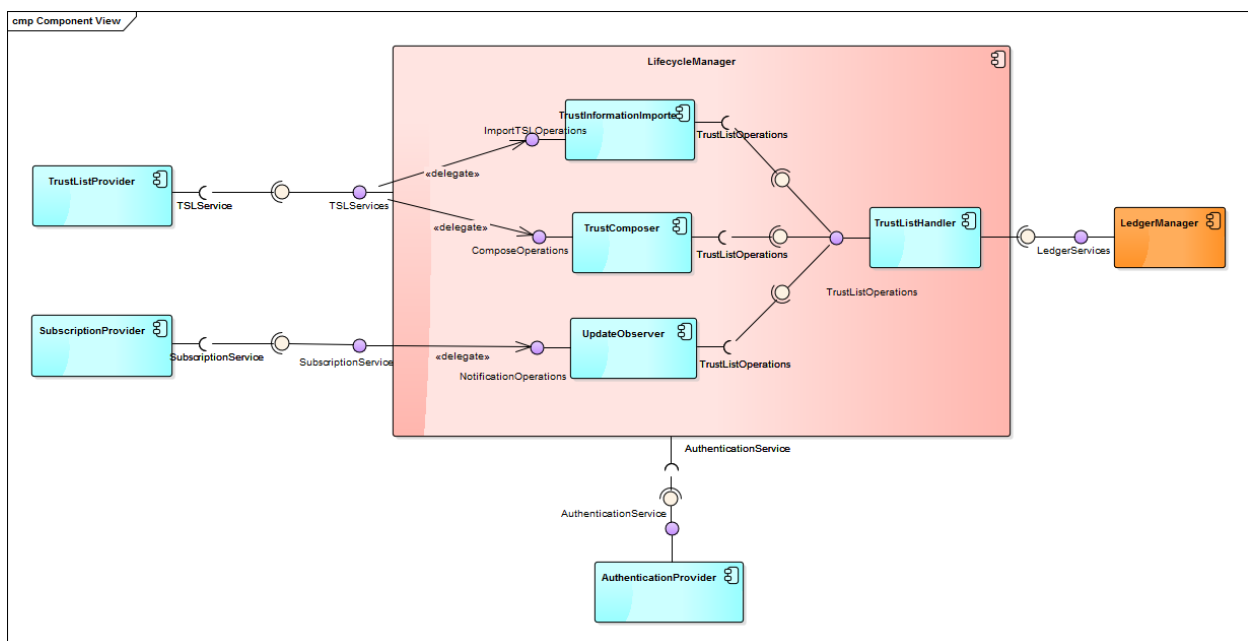 cmp Component View
LifecycleManager
TrustInformationImporte
ImportTSLOperations
TrustListOperations
«delegate»
TrustListProvider
TSLService
TSLServices
«delegate»
TrustComposer
ComposeOperations
TrustListOperations
TrustListHandler
TrustListOperations
LedgerManager
LedgerServices
SubscriptionProvider
SubscriptionService
SubscriptionService
«delegate»
UpdateObserver
NotificationOperations
TrustListOperations
AuthenticationService
AuthenticationService
AuthenticationProvider